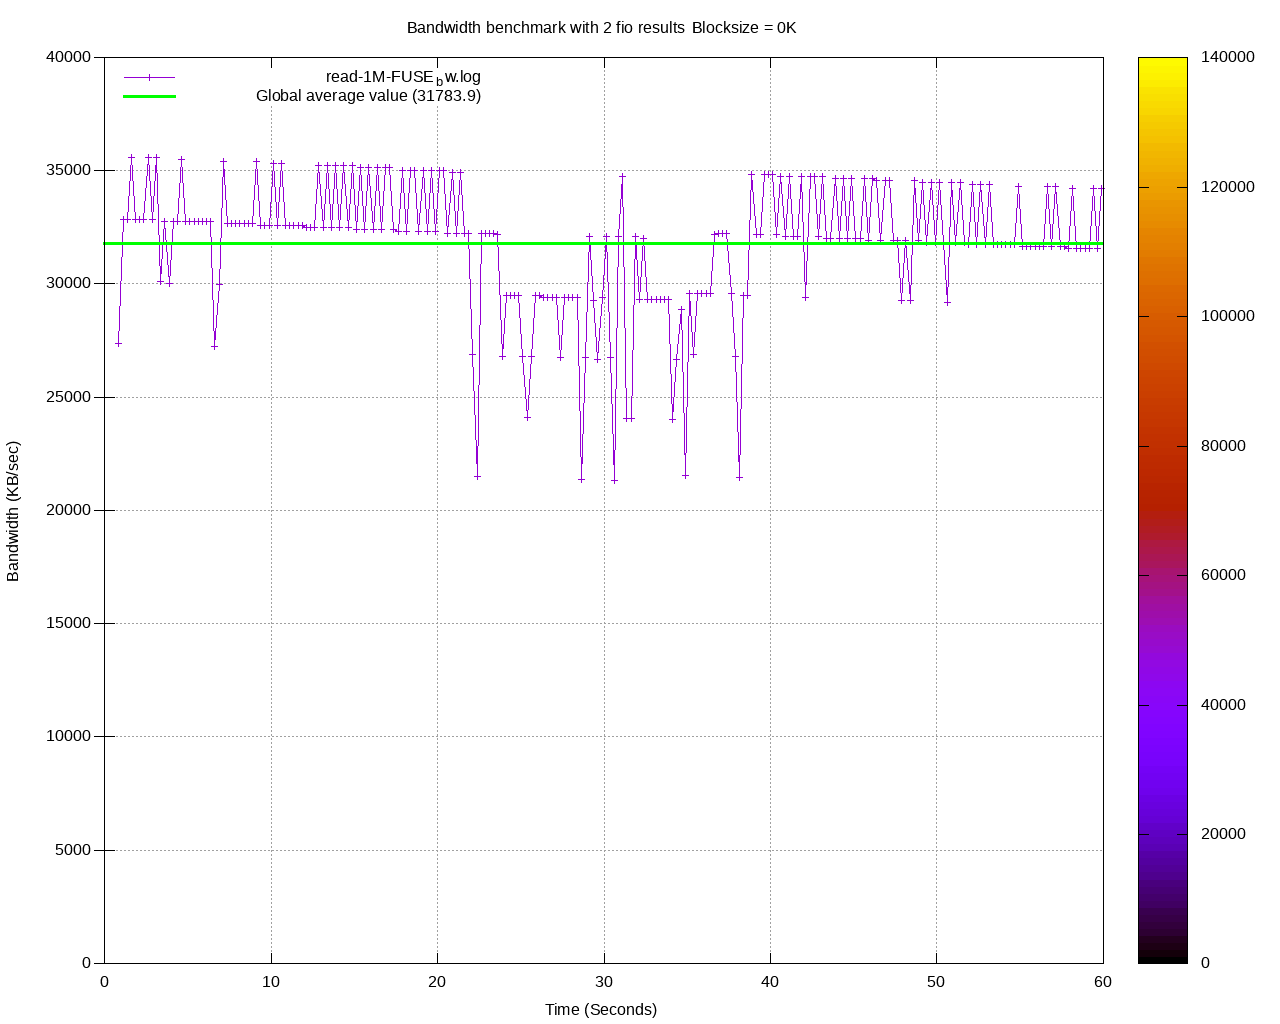 Bandwidth benchmark with 2 fio results Blocksize = 0K
read-1M-FUSE_bw.log
Global average value (31783.9)
40000
35000
30000
25000
20000
15000
10000
5000
0
0 10 20 30 40 50 60
Time (Seconds)
Bandwidth (KB/sec)
140000
120000
100000
80000
60000
40000
20000
0